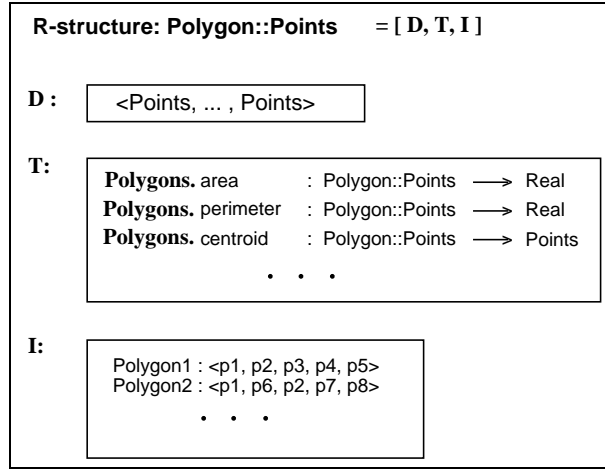 R-structure: Polygon::Points = [ D, T, I ]
D : <Points, ... , Points>
T:
Polygons. area : Polygon::Points ⟶ Real
Polygons. perimeter : Polygon::Points ⟶ Real
Polygons. centroid : Polygon::Points ⟶ Points
. . .
I:
Polygon1 : <p1, p2, p3, p4, p5>
Polygon2 : <p1, p6, p2, p7, p8>
. . .